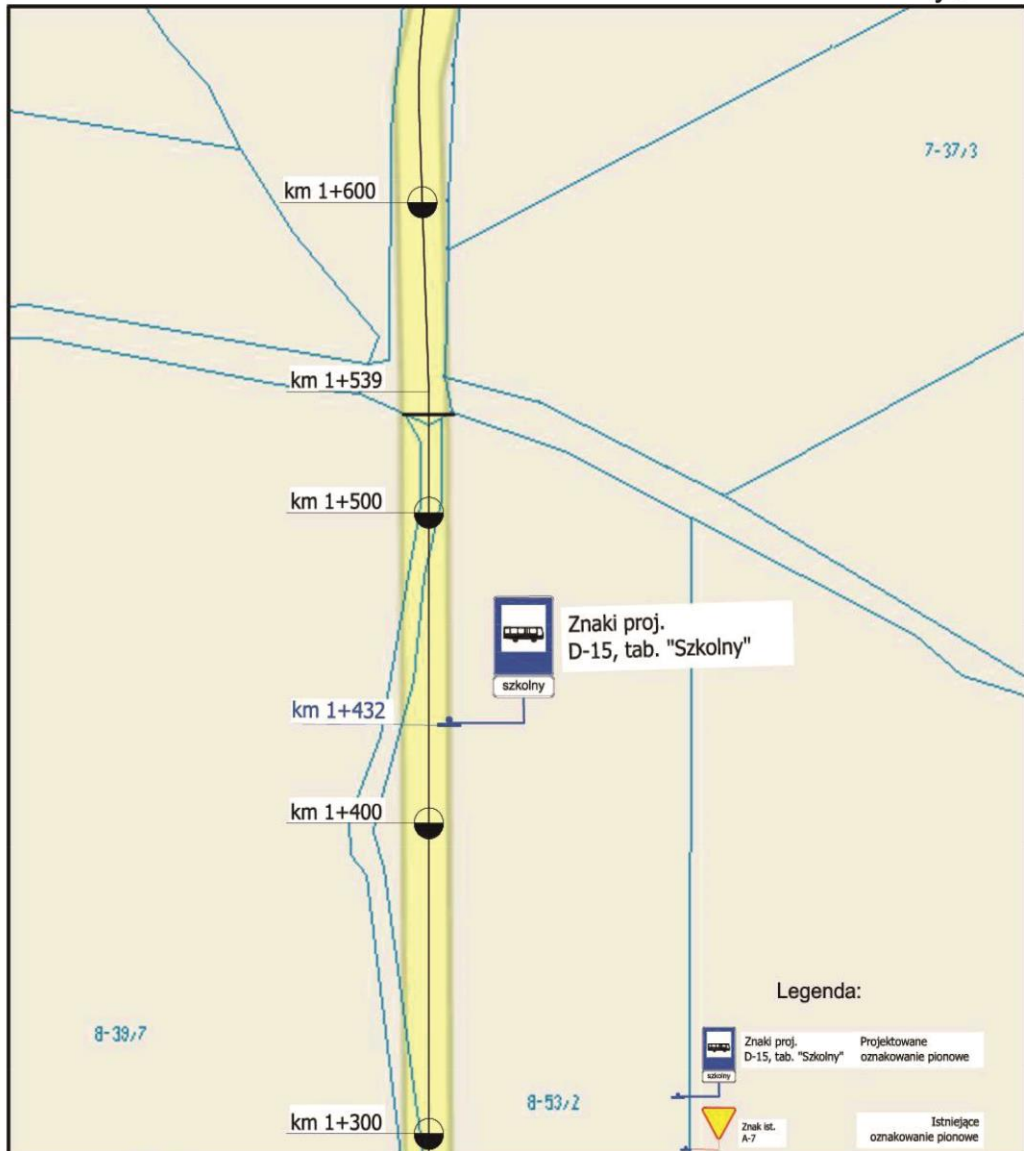 7-37/3
km 1+600
km 1+539
km 1+500
Znaki proj.
D-15, tab. "Szkolny"
szkolny
km 1+432
km 1+400
Legenda:
8-39/7
Znaki proj.
D-15, tab. "Szkolny"
Projektowane
oznakowanie pionowe
szkolny
8-53/2
km 1+300
Znak ist.
A-7
Istniejące
oznakowanie pionowe